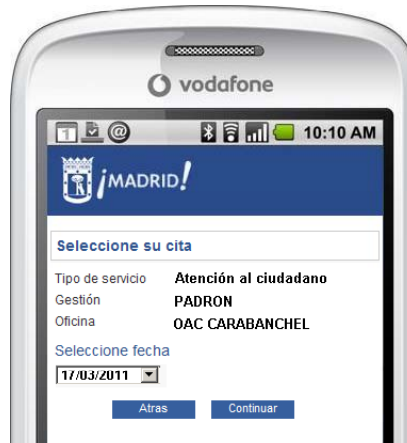 vodafone
1 @ 10:10 AM
¡MADRID!
Seleccione su cita
Tipo de servicio Atención al ciudadano
Gestión PADRON
Oficina OAC CARABANCHEL
Seleccione fecha
17/03/2011
Atras Continuar